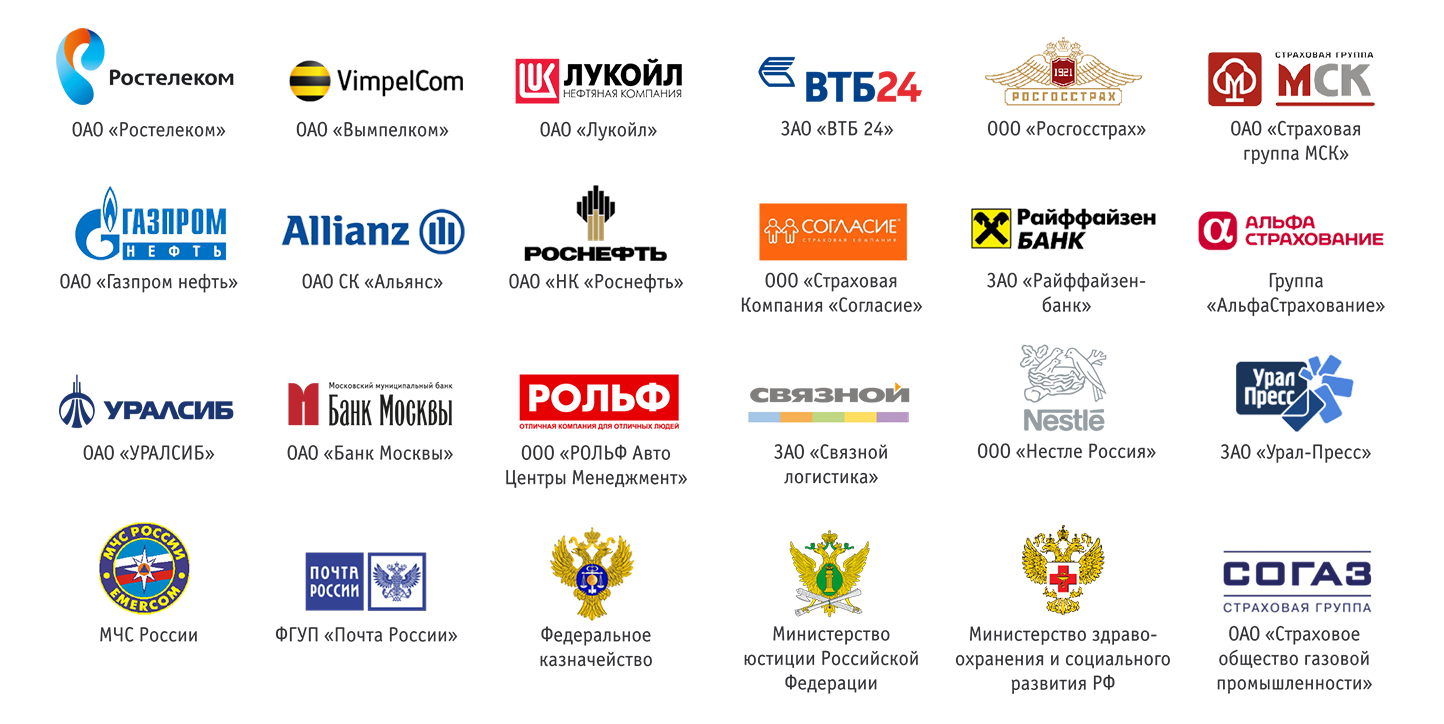 Ростелеком
ОАО «Ростелеком»
VimpelCom
ОАО «Вымпелком»
ЛУКОЙЛ
НЕФТЯНАЯ КОМПАНИЯ
ОАО «Лукойл»
ВТБ24
ЗАО «ВТБ 24»
1921
РОСГОССТРАХ
ООО «Росгосстрах»
СТРАХОВАЯ ГРУППА
МСК
ОАО «Страховая
группа МСК»
ГАЗПРОМ
НЕФТЬ
ОАО «Газпром нефть»
Allianz
ОАО СК «Альянс»
РОСНЕФТЬ
ОАО «НК «Роснефть»
СОГЛАСИЕ
СТРАХОВАЯ КОМПАНИЯ
ООО «Страховая
Компания «Согласие»
Райффайзен
БАНК
ЗАО «Райффайзен-
банк»
α АЛЬФА
СТРАХОВАНИЕ
Группа
«АльфаСтрахование»
УРАЛСИБ
ОАО «УРАЛСИБ»
Московский муниципальный банк
Банк Москвы
ОАО «Банк Москвы»
РОЛЬФ
ОТЛИЧНАЯ КОМПАНИЯ ДЛЯ ОТЛИЧНЫХ ЛЮДЕЙ
ООО «РОЛЬФ Авто
Центры Менеджмент»
СВЯЗНОЙ
ЗАО «Связной
логистика»
Nestlé
ООО «Нестле Россия»
Урал
Пресс
ЗАО «Урал-Пресс»
МЧС РОССИИ
EMERCOM
МЧС России
ПОЧТА
РОССИИ
ФГУП «Почта России»
Федеральное
казначейство
Министерство
юстиции Российской
Федерации
Министерство здраво-
охранения и социального
развития РФ
СОГАЗ
СТРАХОВАЯ ГРУППА
ОАО «Страховое
общество газовой
промышленности»